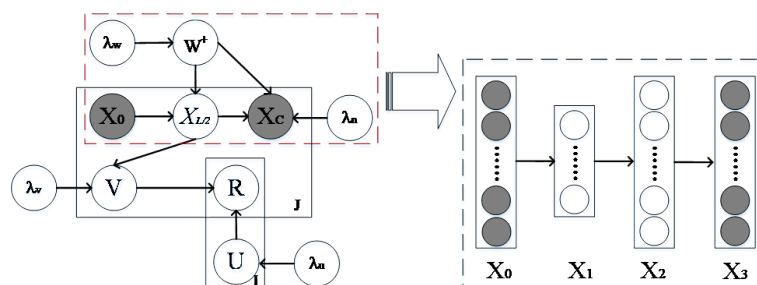 λw W+
X0 XL/2 Xc λn
λv V R J
U λu
I
X0 X1 X2 X3